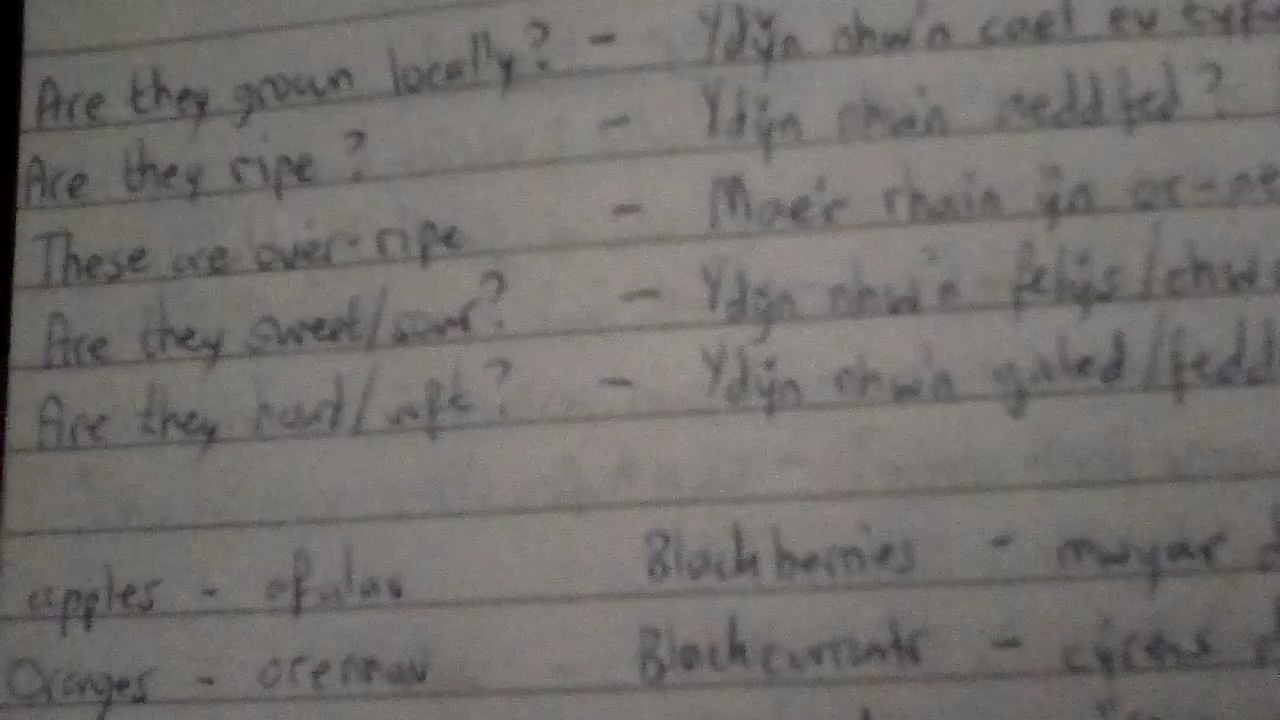 Are they grown locally? - Ydyn nhw'n cael eu
Are they ripe? - Ydyn nhw'n aeddfed?
These are over-ripe - Mae'r rhain yn or-ae
Are they sweet/sour? - Ydyn nhw'n felys/chw
Are they hard/soft? - Ydyn nhw'n galed/fedd
apples - afalau Blackberries - mwyar
Oranges - orennau Blackcurrants - cyrens